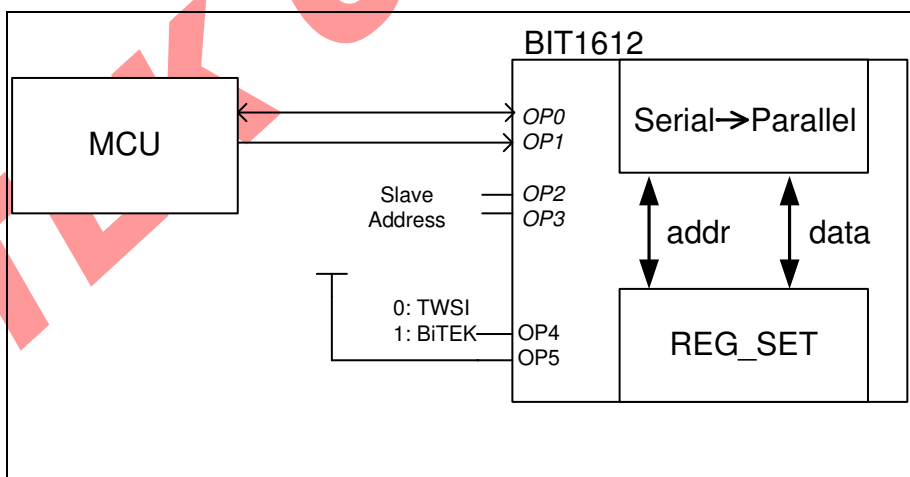 BIT1612
MCU
OP0
OP1
Serial→Parallel
Slave
Address
OP2
OP3
addr
data
0: TWSI
1: BiTEK
OP4
OP5
REG_SET